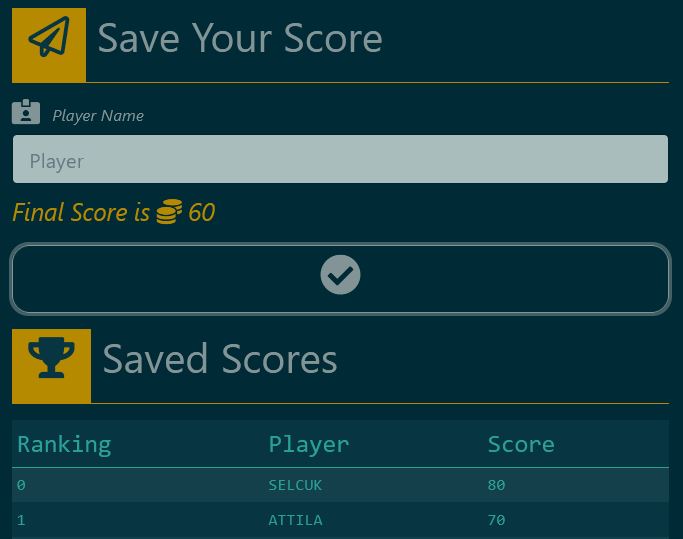 Save Your Score
Player Name
Player
Final Score is 60
Saved Scores
Ranking Player Score
0 SELCUK 80
1 ATTILA 70